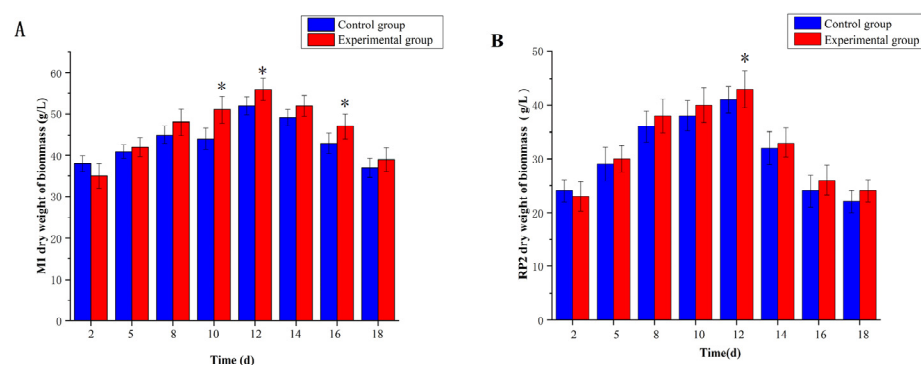 A
Control group
Experimental group
MI dry weight of biommass (g/L)
60
50
40
30
20
10
0
*
*
*
2 5 8 10 12 14 16 18
Time (d)
B
Control group
Experimental group
RP2 dry weight of biommass ( g/L )
50
40
30
20
10
0
*
2 5 8 10 12 14 16 18
Time(d)